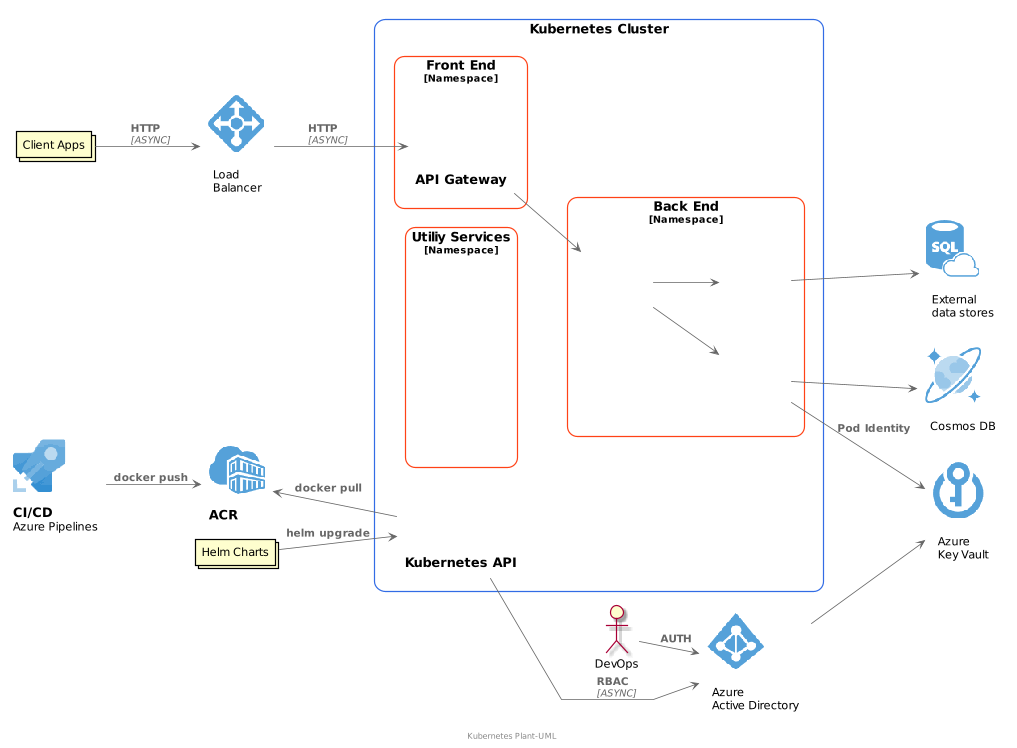 Kubernetes Cluster
Front End
[Namespace]
HTTP
[ASYNC]
HTTP
[ASYNC]
Client Apps
Load
Balancer
API Gateway
Back End
[Namespace]
Utiliy Services
[Namespace]
SQL
External
data stores
Cosmos DB
Pod Identity
docker push
docker pull
CI/CD
Azure Pipelines
ACR
helm upgrade
Helm Charts
Azure
Key Vault
Kubernetes API
AUTH
DevOps
RBAC
[ASYNC]
Azure
Active Directory
Kubernetes Plant-UML